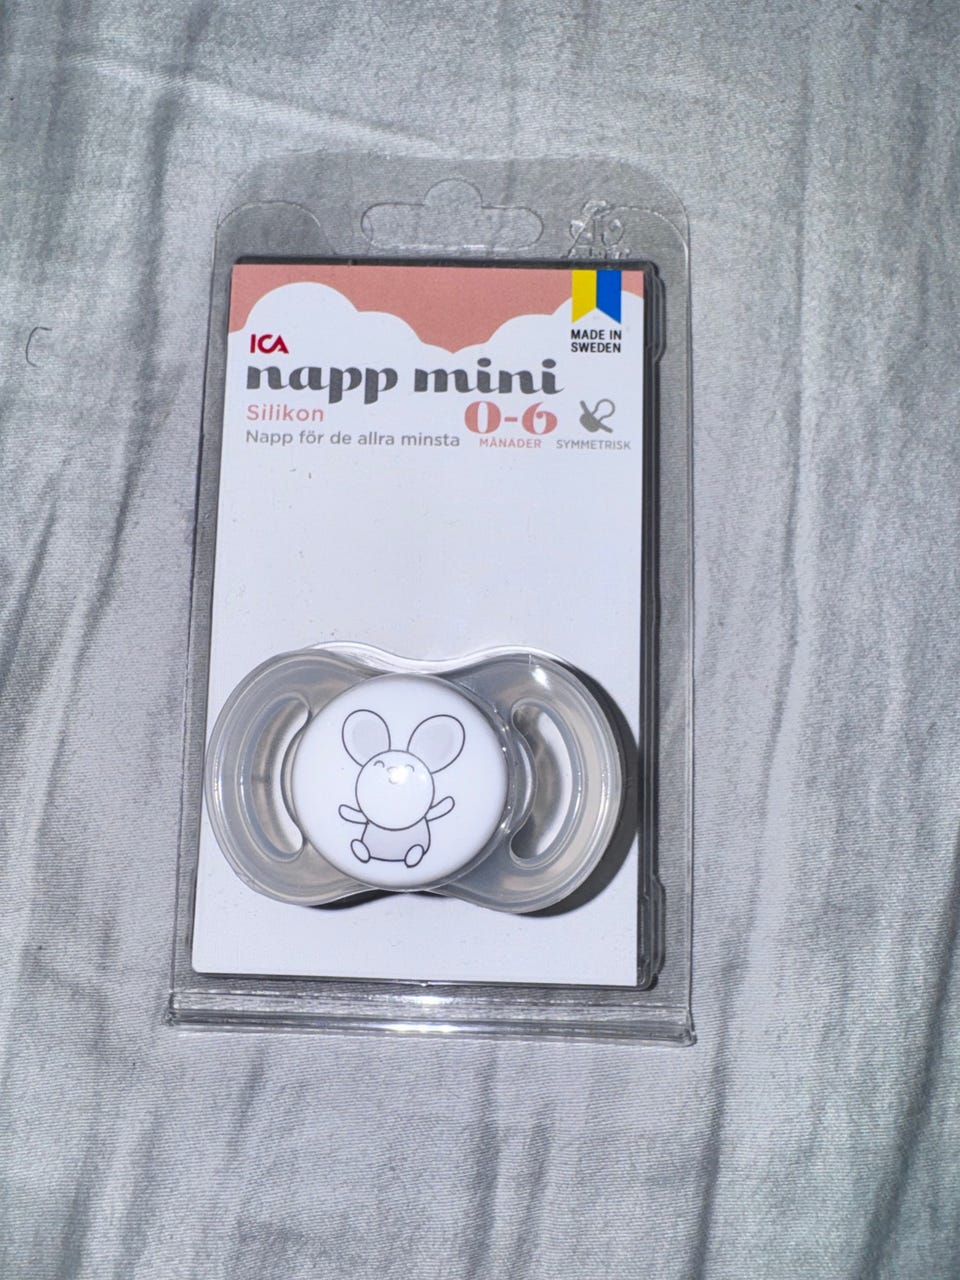 MADE IN
SWEDEN
ICA
napp mini
Silikon
0-6
MÅNADER
SYMMETRISK
Napp för de allra minsta